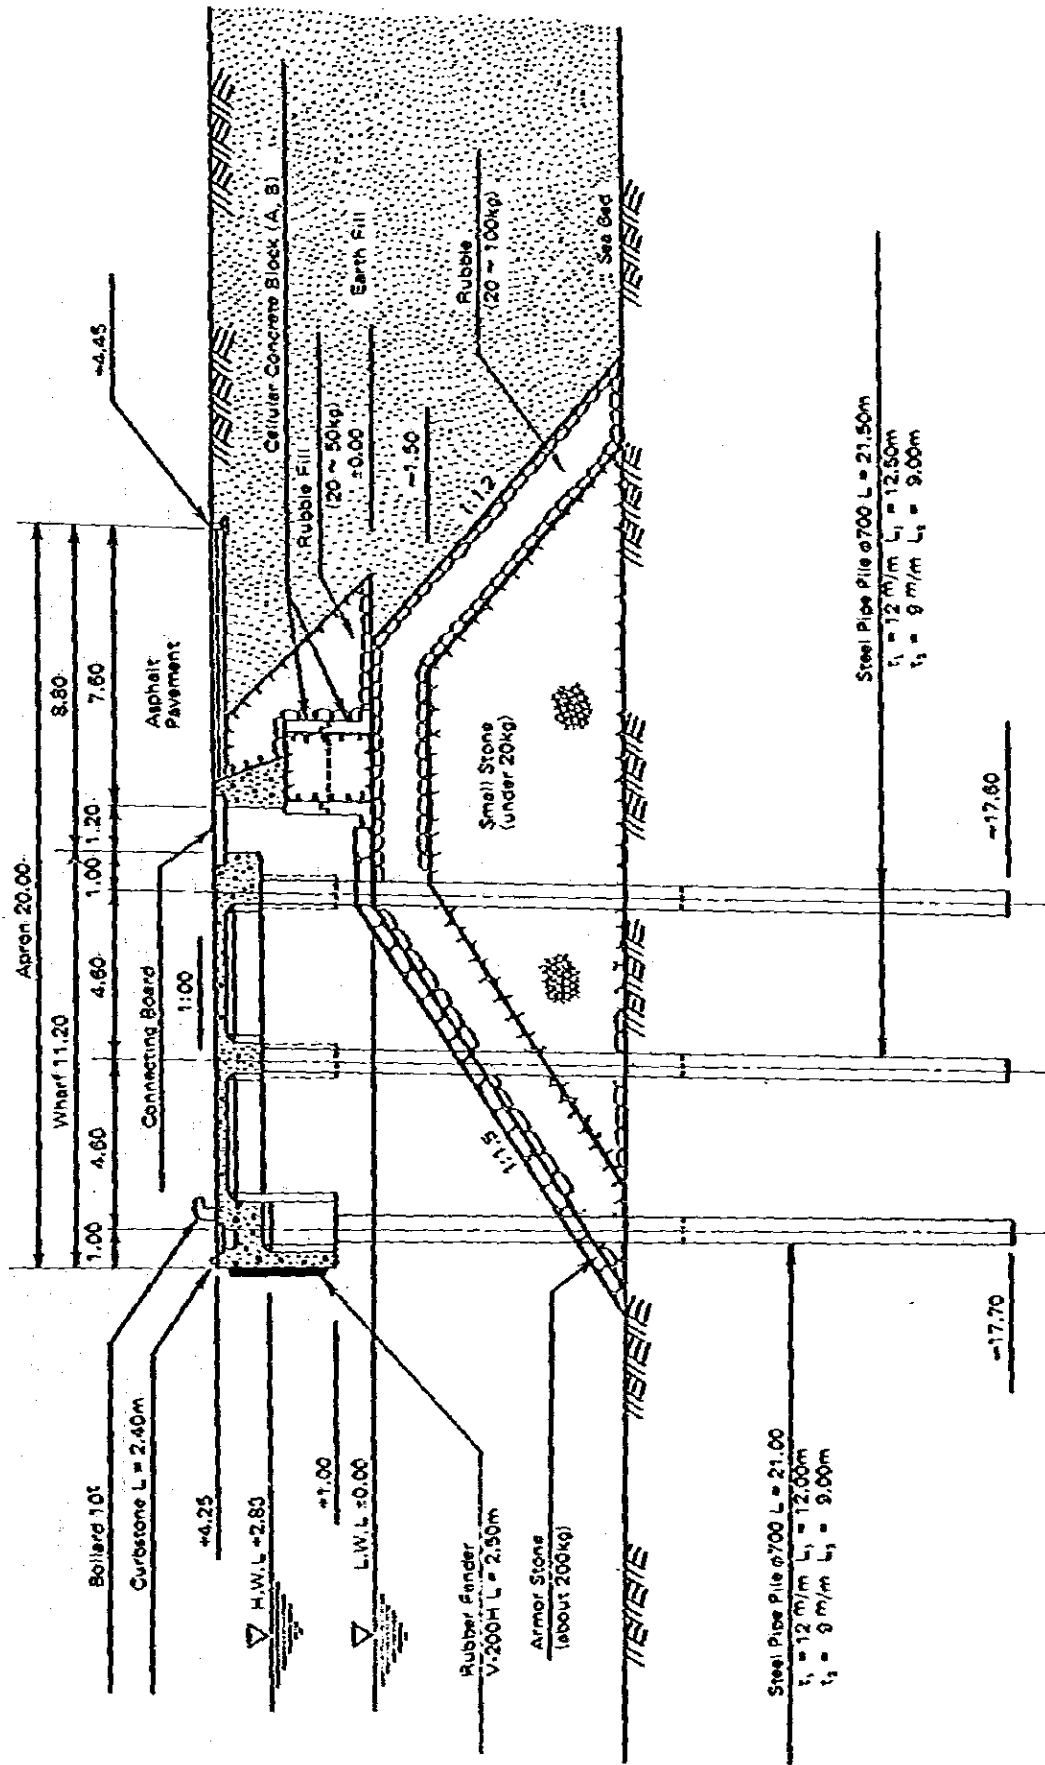 Apron 20.00
Wharf 11.20
8.80
1.00
4.60
4.60
1.00
1.20
7.60
Bollard 10t
Curbstone L = 2.40m
Connecting Board
1:00
Asphalt
Pavement
+4.45
+4.25
H.W.L +2.83
+1.00
L.W.L ±0.00
Cellular Concrete Block (A, B)
Rubble Fill
(20 ~ 50kg)
±0.00
Earth Fill
-1.50
1:1.2
Rubble
(20 ~ 100kg)
Sea Bed
Rubber Fender
V-200H L = 2.50m
Armor Stone
(about 200kg)
1:1.5
Small Stone
(under 20kg)
Steel Pipe Pile ø700 L = 21.50m
t₁ = 12 m/m L₁ = 12.50m
t₂ = 9 m/m L₂ = 9.00m
-17.60
-17.70
Steel Pipe Pile ø700 L = 21.00
t₁ = 12 m/m L₁ = 12.00m
t₂ = 9 m/m L₂ = 9.00m